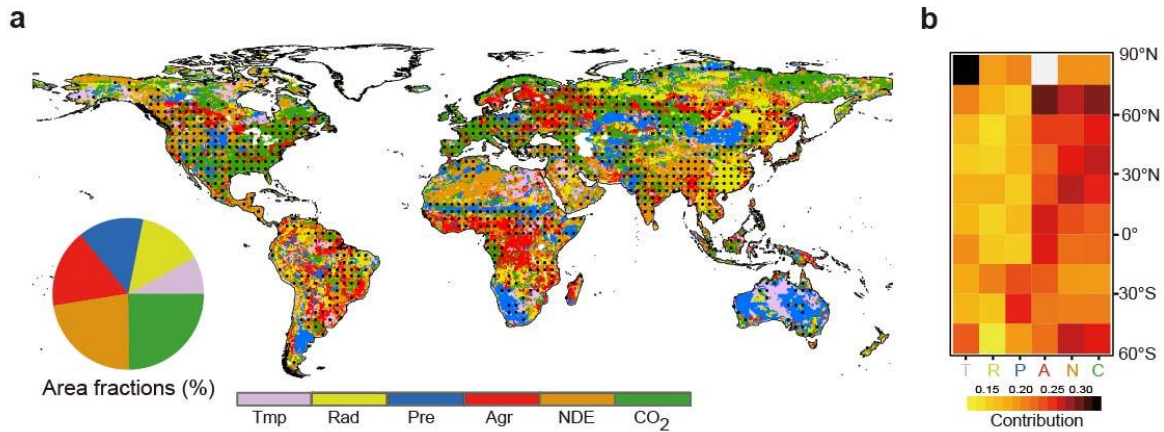 a
b
90°N
60°N
30°N
0°
30°S
60°S
T R P A N C
0.15 0.20 0.25 0.30
Contribution
Area fractions (%)
Tmp Rad Pre Agr NDE CO₂